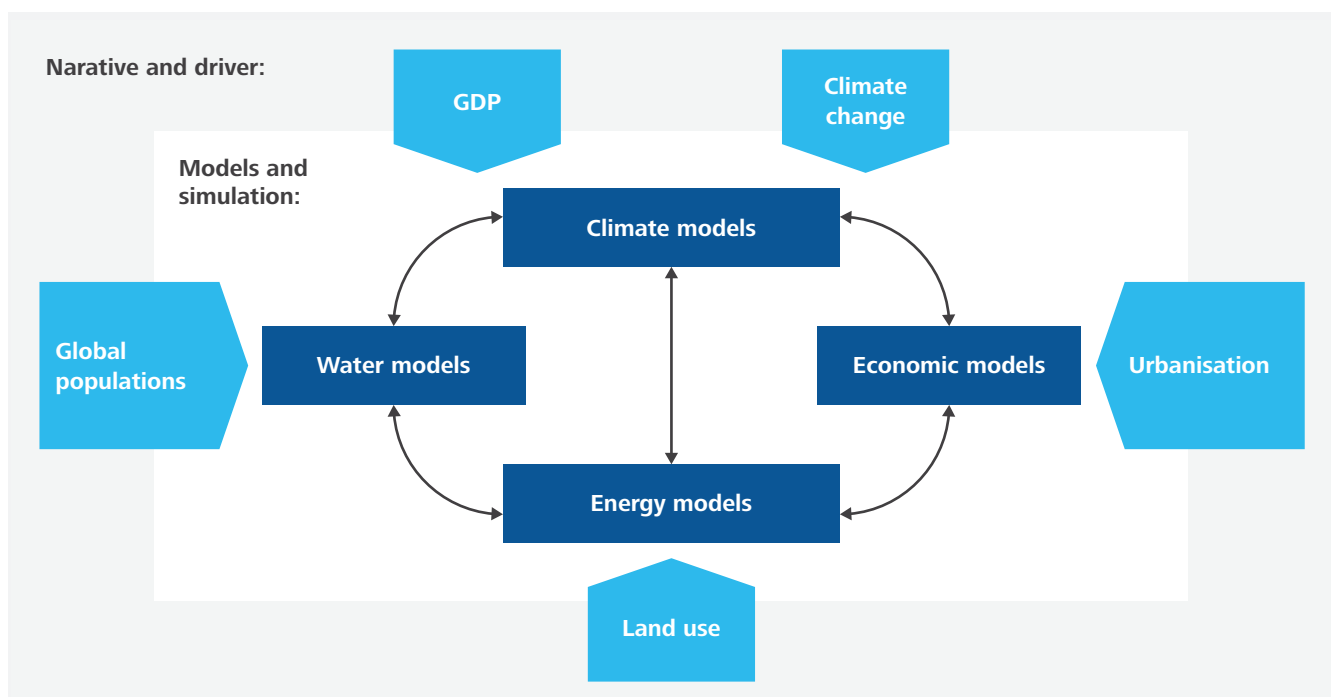 Narative and driver:
GDP
Climate
change
Models and
simulation:
Climate models
Global
populations
Water models
Economic models
Urbanisation
Energy models
Land use